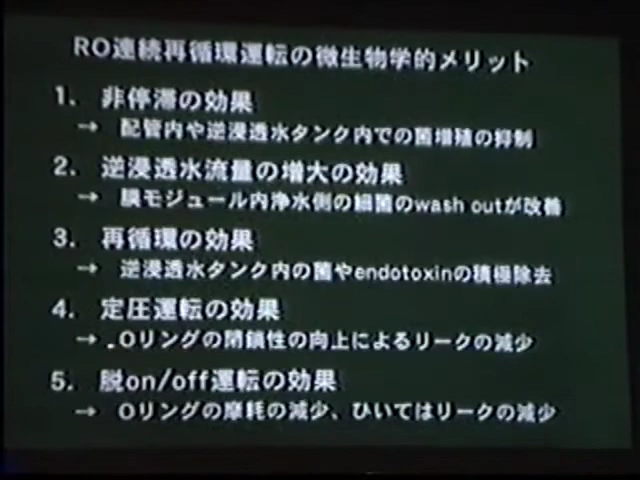 RO連続再循環運転の微生物学的メリット
1. 非停滞の効果
→ 配管内や逆浸透水タンク内での菌増殖の抑制
2. 逆浸透水流量の増大の効果
→ 膜モジュール内浄水側の細菌のwash outが改善
3. 再循環の効果
→ 逆浸透水タンク内の菌やendotoxinの積極除去
4. 定圧運転の効果
→ Oリングの閉鎖性の向上によるリークの減少
5. 脱on/off運転の効果
→ Oリングの摩耗の減少、ひいてはリークの減少